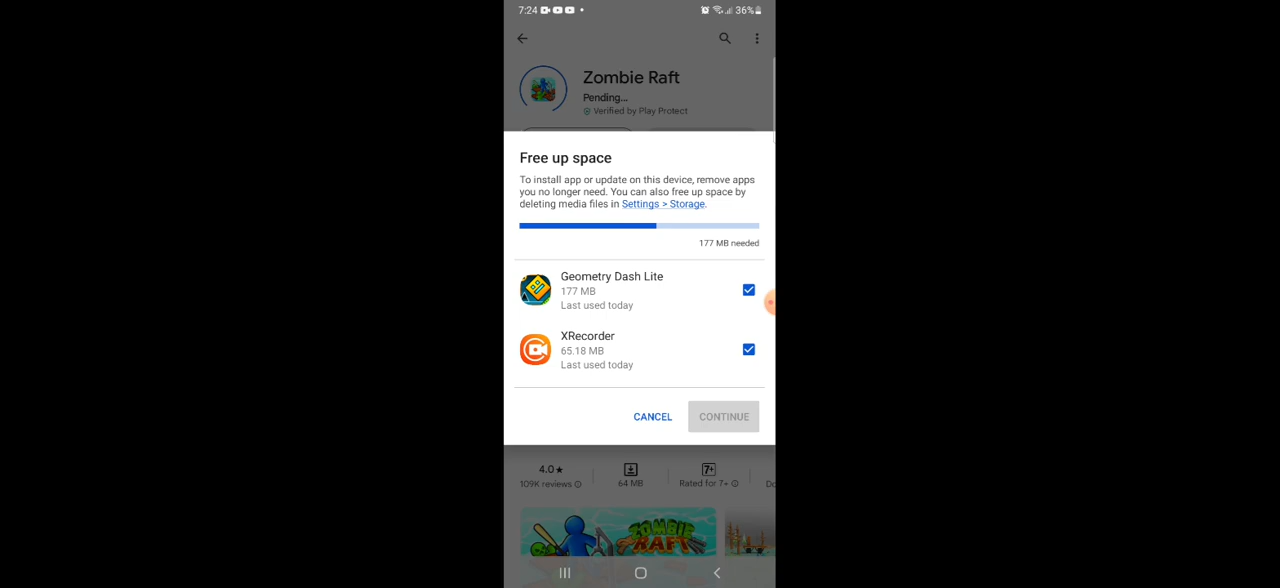 7:24
36%
Zombie Raft
Pending...
Verified by Play Protect
Free up space
To install app or update on this device, remove apps
you no longer need. You can also free up space by
deleting media files in Settings > Storage.
177 MB needed
Geometry Dash Lite
177 MB
Last used today
XRecorder
65.18 MB
Last used today
CANCEL
CONTINUE
4.0★
109K reviews
64 MB
7+
Rated for 7+
Do
ZOMBIE
RAFT